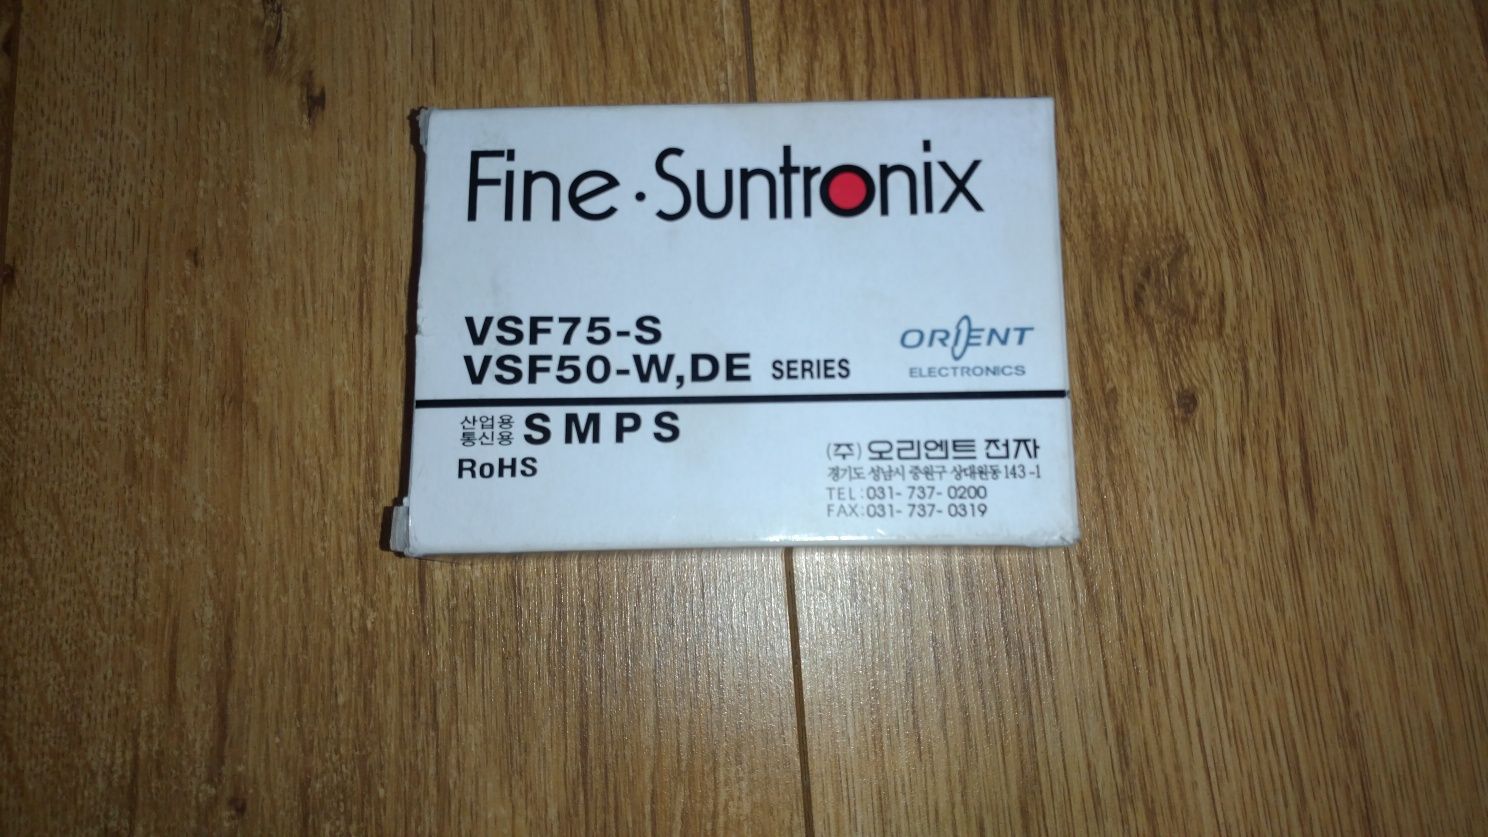 Fine·Suntronix
VSF75-S
VSF50-W,DE SERIES
ORIENT
ELECTRONICS
산업용
통신용
SMPS
RoHS
(주)오리엔트 전자
경기도 성남시 중원구 상대원동 143-1
TEL:031-737-0200
FAX:031-737-0319